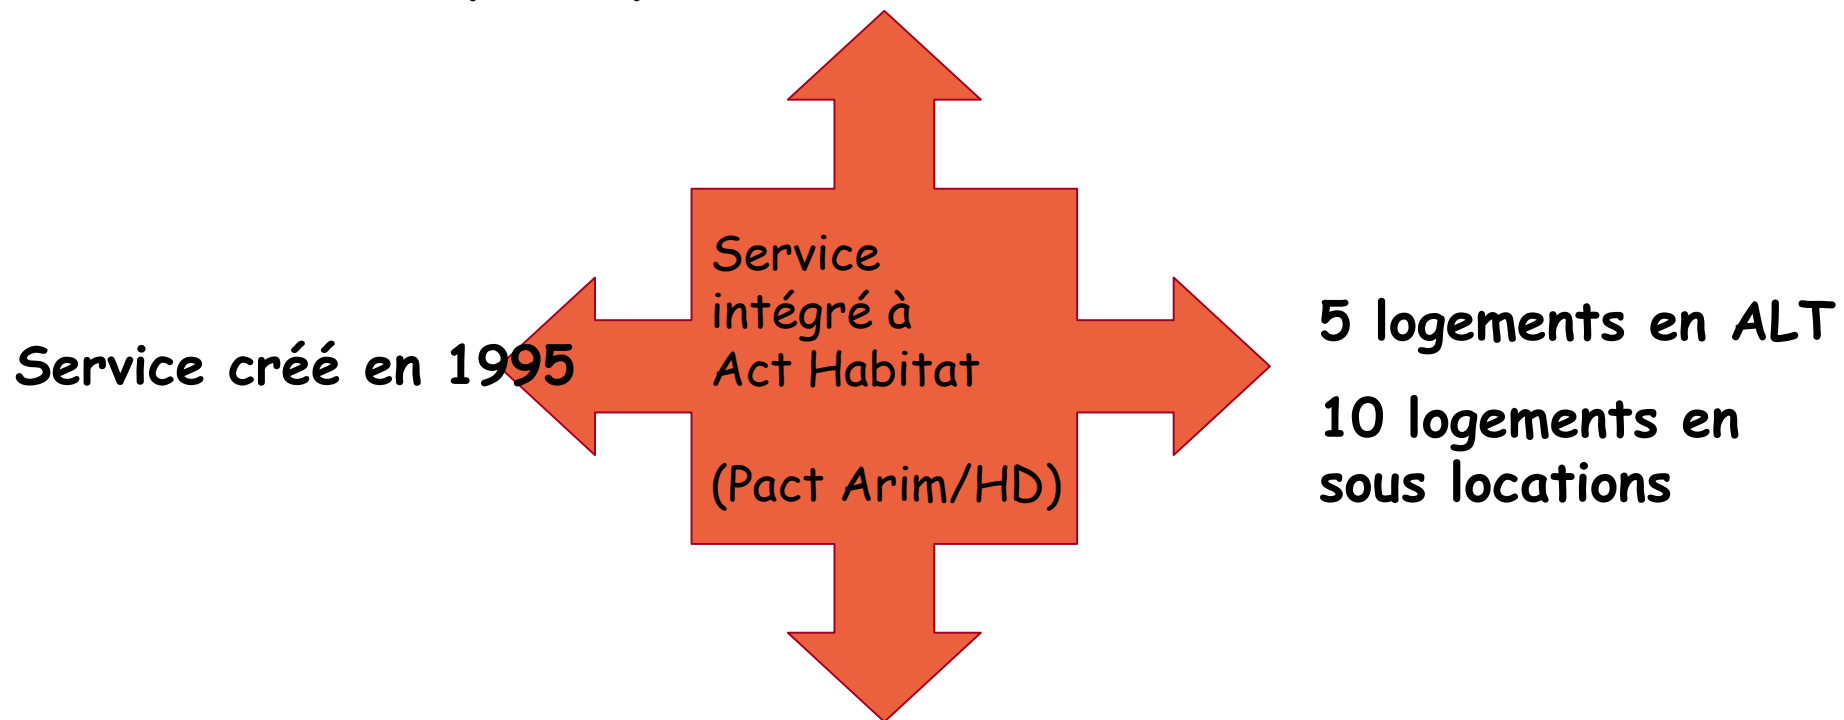 Service créé en 1995
Service
intégré à
Act Habitat
(Pact Arim/HD)
5 logements en ALT
10 logements en
sous locations